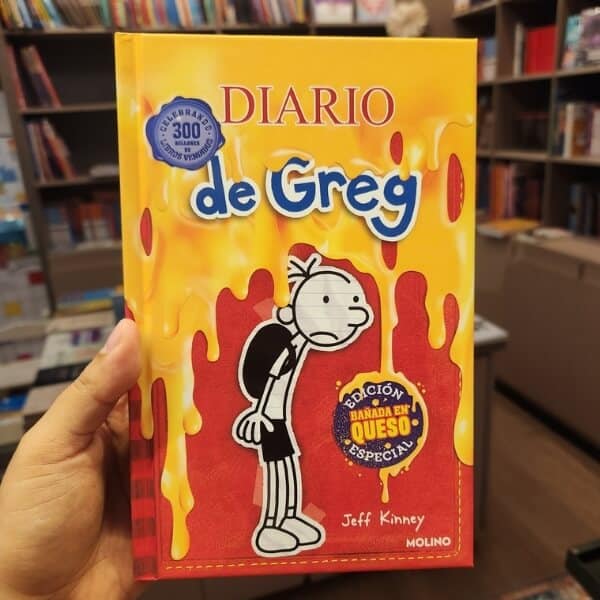 DIARIO
CELEBRANDO
300
MILLONES DE
LIBROS VENDIDOS
de Greg
EDICIÓN
BAÑADA EN
QUESO
ESPECIAL
Jeff Kinney
MOLINO